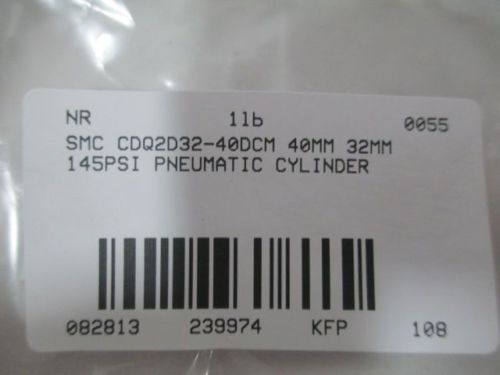 NR 1lb 0055
SMC CDQ2D32-40DCM 40MM 32MM
145PSI PNEUMATIC CYLINDER
082813 239974 KFP 108